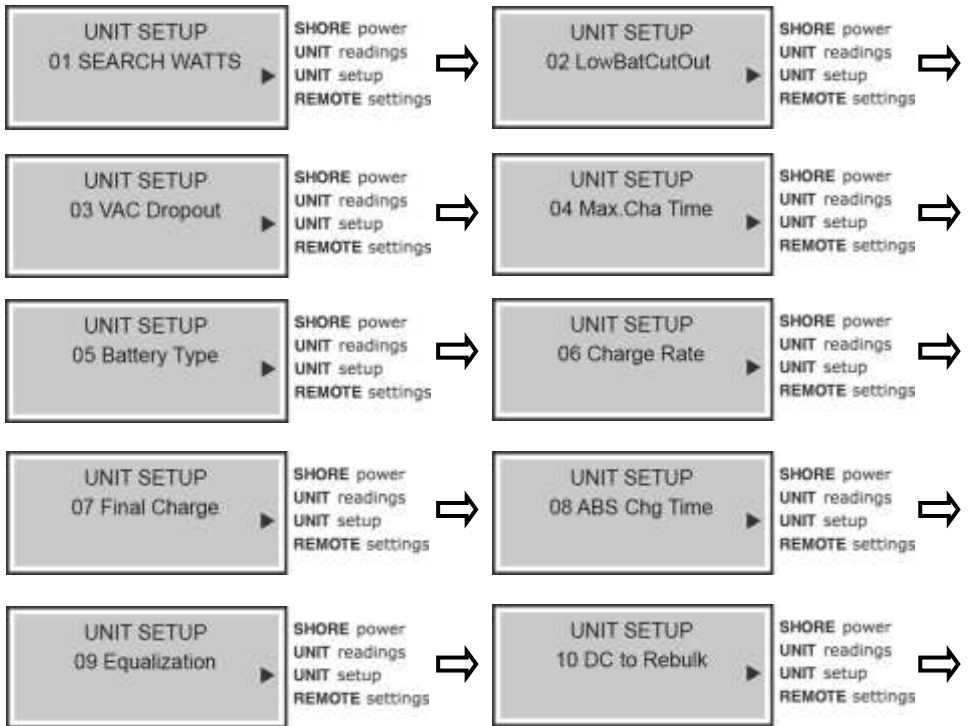 UNIT SETUP
01 SEARCH WATTS
SHORE power
UNIT readings
UNIT setup
REMOTE settings
UNIT SETUP
02 LowBatCutOut
SHORE power
UNIT readings
UNIT setup
REMOTE settings
UNIT SETUP
03 VAC Dropout
SHORE power
UNIT readings
UNIT setup
REMOTE settings
UNIT SETUP
04 Max.Cha Time
SHORE power
UNIT readings
UNIT setup
REMOTE settings
UNIT SETUP
05 Battery Type
SHORE power
UNIT readings
UNIT setup
REMOTE settings
UNIT SETUP
06 Charge Rate
SHORE power
UNIT readings
UNIT setup
REMOTE settings
UNIT SETUP
07 Final Charge
SHORE power
UNIT readings
UNIT setup
REMOTE settings
UNIT SETUP
08 ABS Chg Time
SHORE power
UNIT readings
UNIT setup
REMOTE settings
UNIT SETUP
09 Equalization
SHORE power
UNIT readings
UNIT setup
REMOTE settings
UNIT SETUP
10 DC to Rebulk
SHORE power
UNIT readings
UNIT setup
REMOTE settings